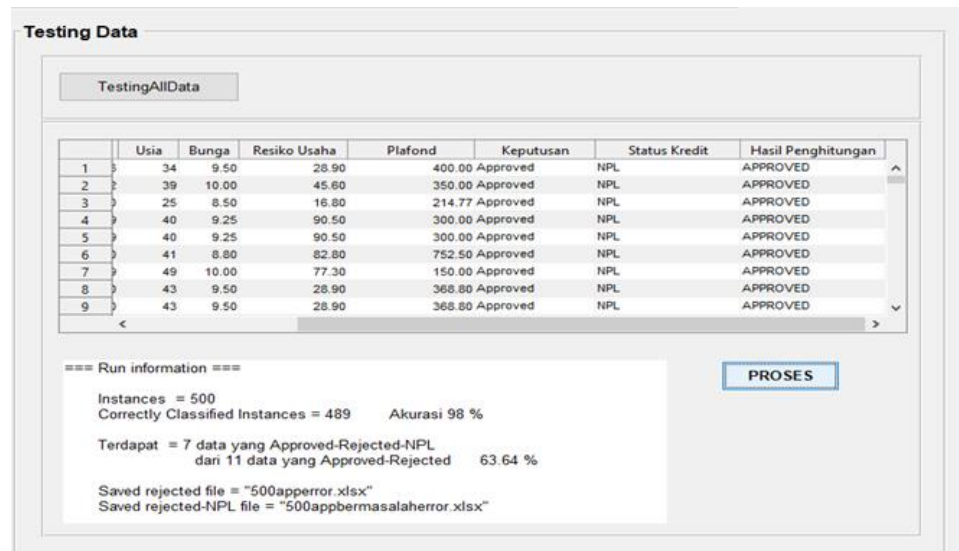 Testing Data
TestingAllData
Usia Bunga Resiko Usaha Plafond Keputusan Status Kredit Hasil Penghitungan
1 34 9.50 28.90 400.00 Approved NPL APPROVED
2 39 10.00 45.60 350.00 Approved NPL APPROVED
3 25 8.50 16.80 214.77 Approved NPL APPROVED
4 40 9.25 90.50 300.00 Approved NPL APPROVED
5 40 9.25 90.50 300.00 Approved NPL APPROVED
6 41 8.80 82.80 752.50 Approved NPL APPROVED
7 49 10.00 77.30 150.00 Approved NPL APPROVED
8 43 9.50 28.90 368.80 Approved NPL APPROVED
9 43 9.50 28.90 368.80 Approved NPL APPROVED
=== Run information ===
PROSES
Instances = 500
Correctly Classified Instances = 489 Akurasi 98 %
Terdapat = 7 data yang Approved-Rejected-NPL
dari 11 data yang Approved-Rejected 63.64 %
Saved rejected file = "500apperror.xlsx"
Saved rejected-NPL file = "500appbermasalaherror.xlsx"